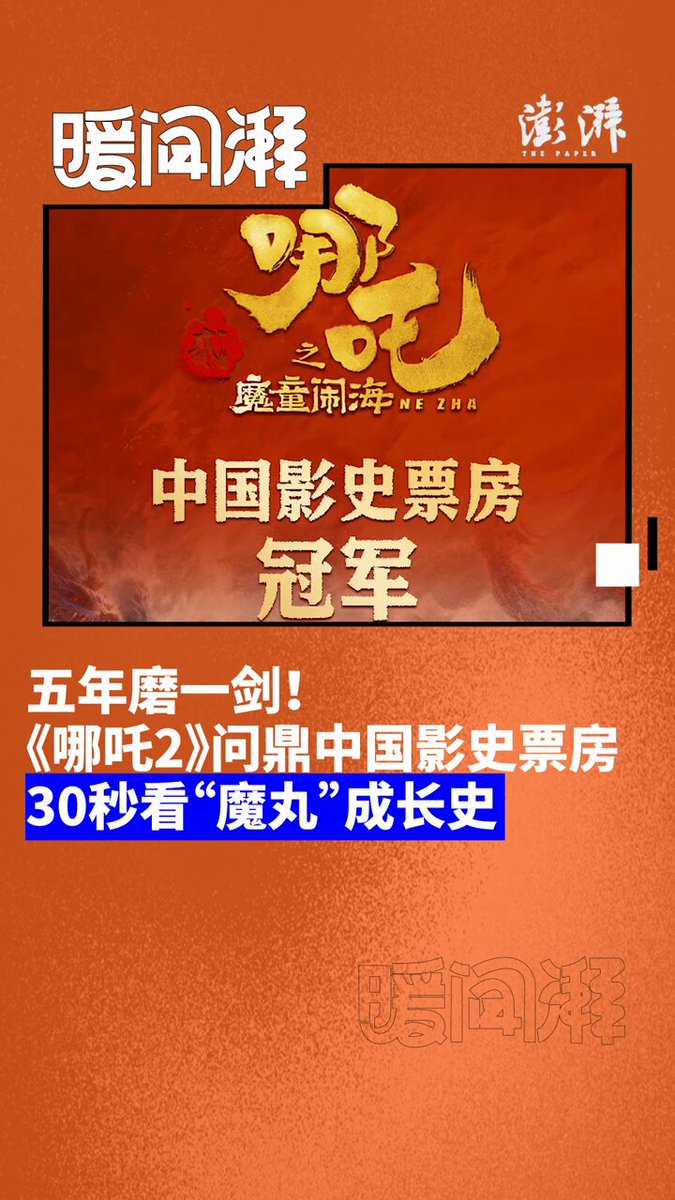 暖闻湃
澎湃
THE PAPER
哪吒
之
魔童闹海 NE ZHA
中国影史票房
冠军
五年磨一剑！
《哪吒2》问鼎中国影史票房
30秒看“魔丸”成长史
暖闻湃